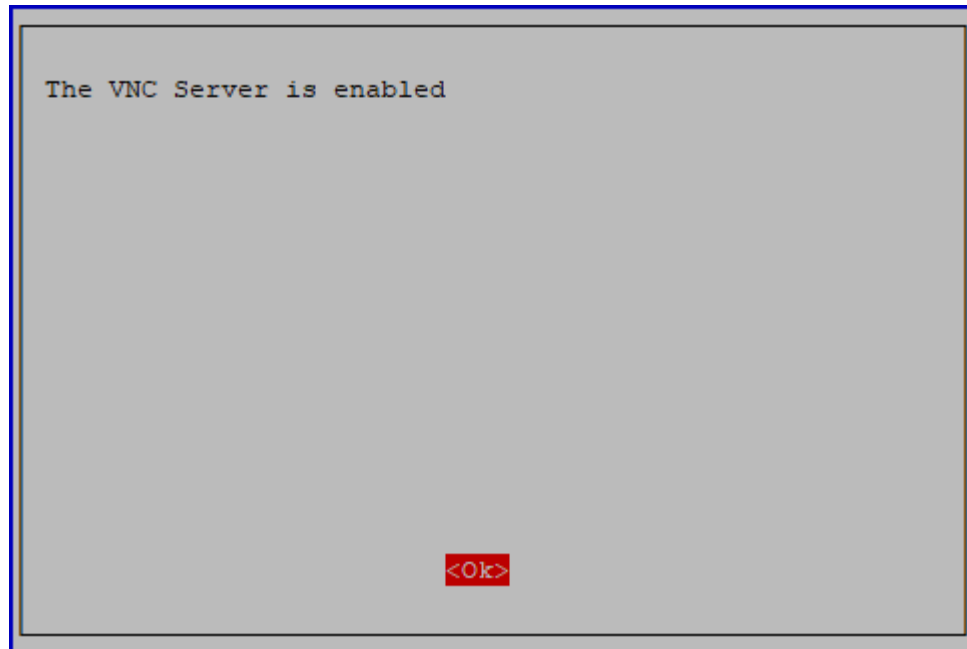 The VNC Server is enabled
<Ok>